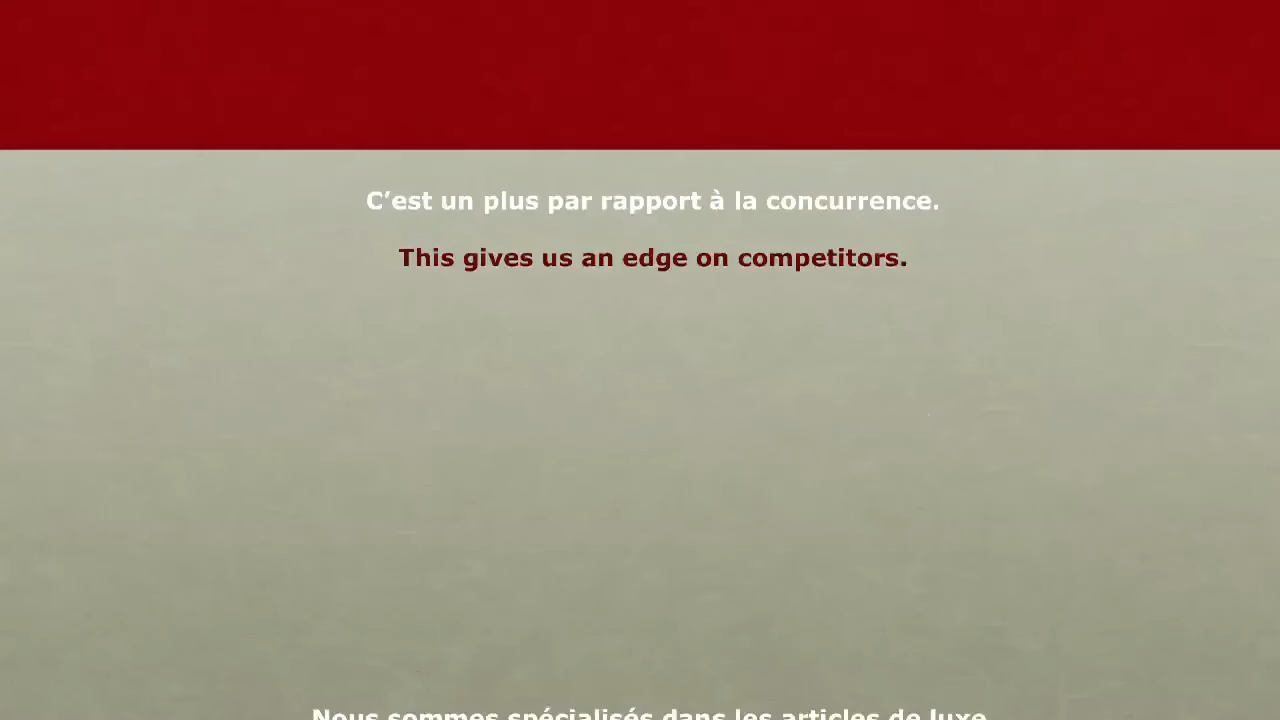 C’est un plus par rapport à la concurrence.
This gives us an edge on competitors.
Nous sommes spécialisés dans les articles de luxe